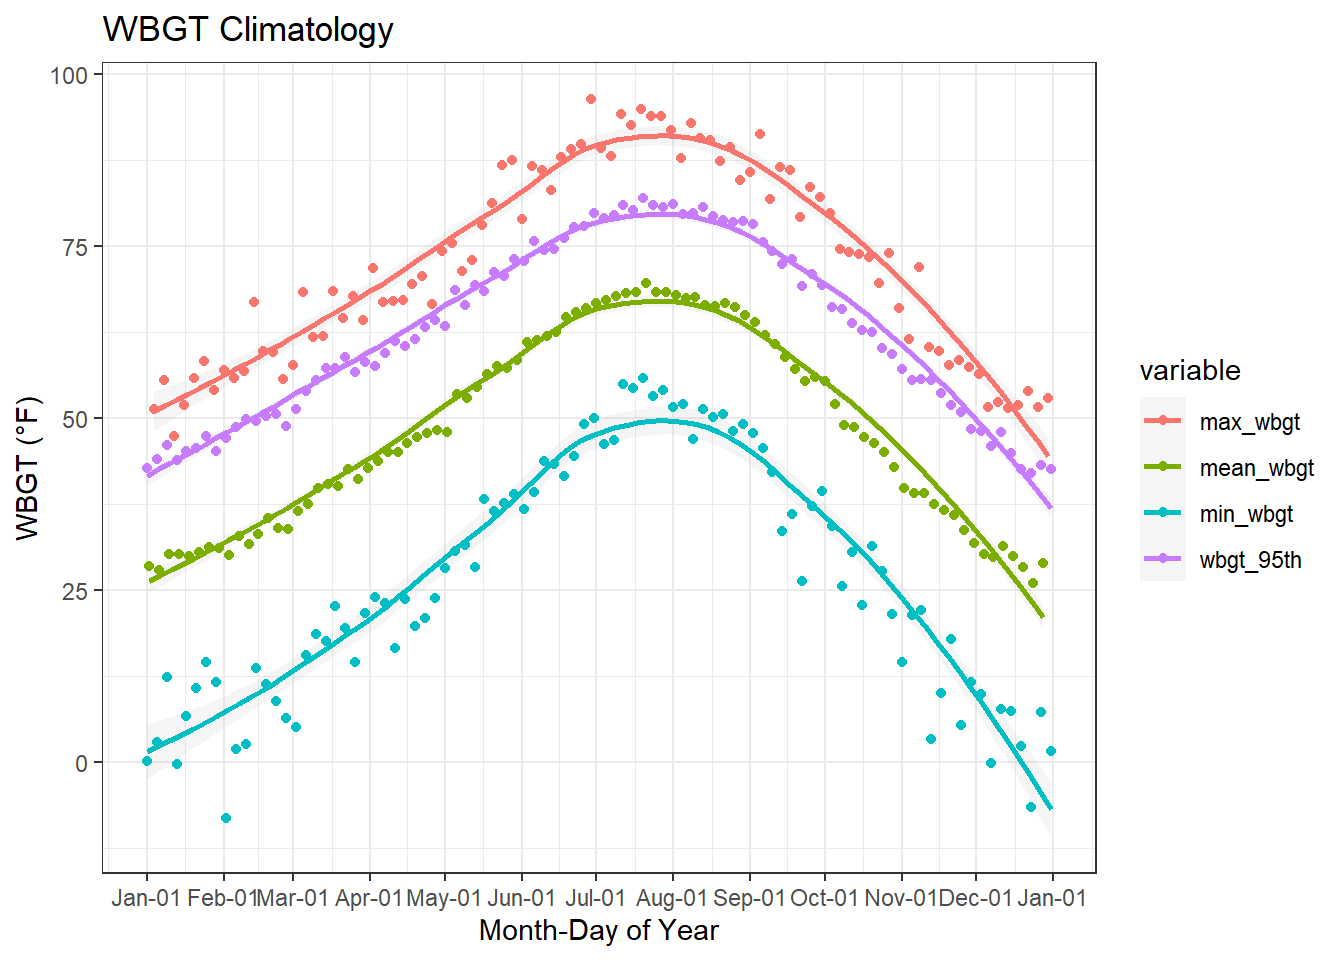 WBGT Climatology
100
75
50
25
0
WBGT (°F)
Jan-01 Feb-01 Mar-01 Apr-01 May-01 Jun-01 Jul-01 Aug-01 Sep-01 Oct-01 Nov-01 Dec-01 Jan-01
Month-Day of Year
variable
max_wbgt
mean_wbgt
min_wbgt
wbgt_95th